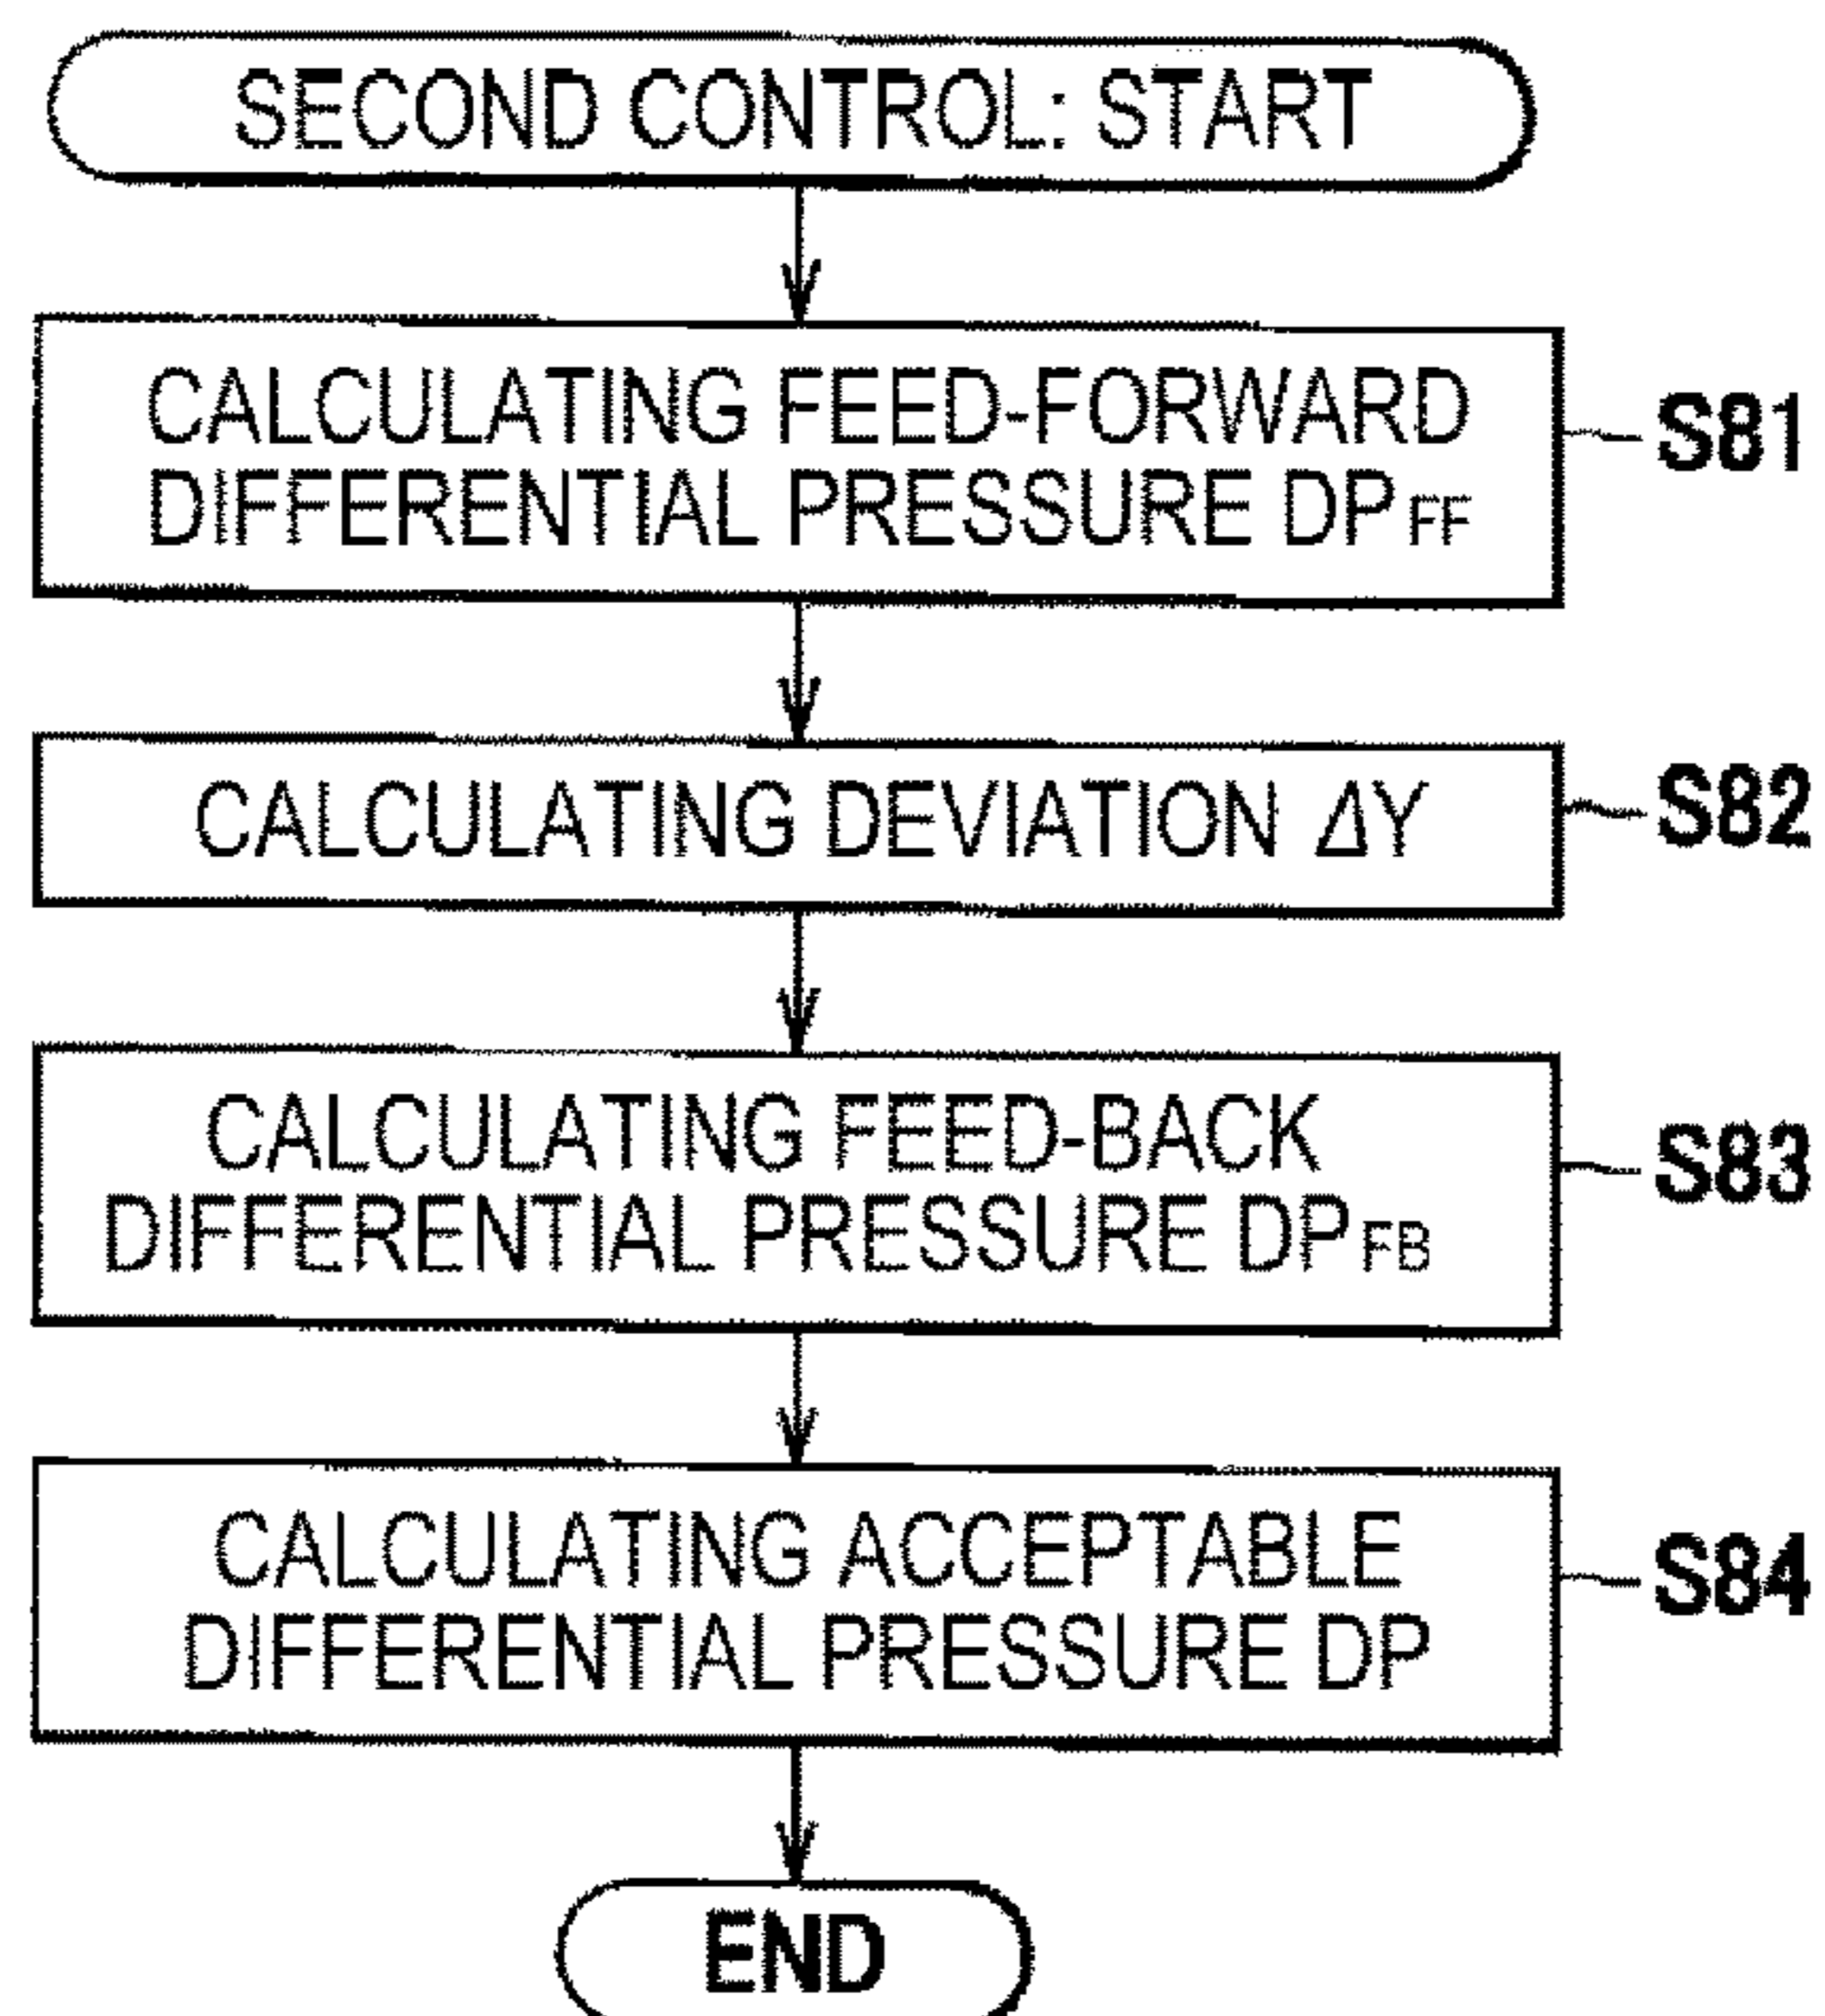 SECOND CONTROL: START
CALCULATING FEED-FORWARD
DIFFERENTIAL PRESSURE DPFF
S81
CALCULATING DEVIATION ΔY
S82
CALCULATING FEED-BACK
DIFFERENTIAL PRESSURE DPFB
S83
CALCULATING ACCEPTABLE
DIFFERENTIAL PRESSURE DP
S84
END